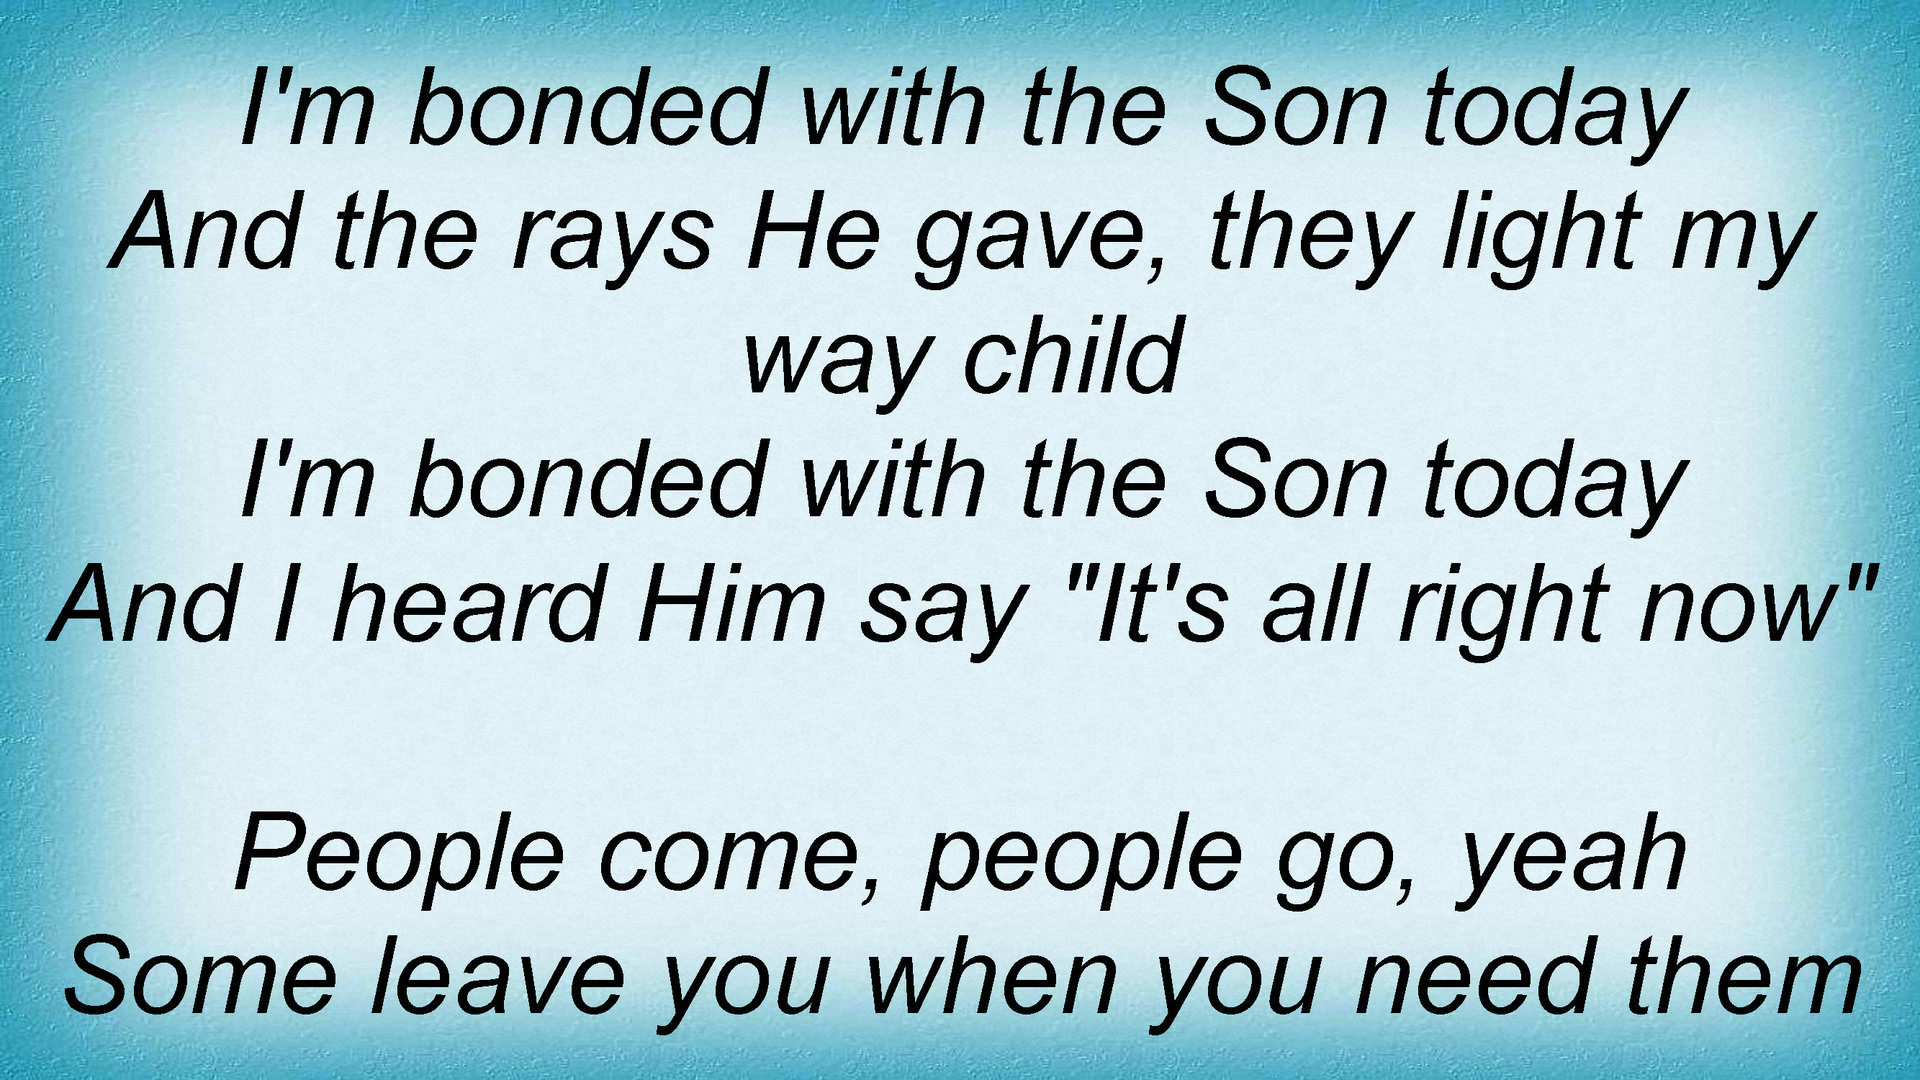 I'm bonded with the Son today
And the rays He gave, they light my
way child
I'm bonded with the Son today
And I heard Him say "It's all right now"
People come, people go, yeah
Some leave you when you need them